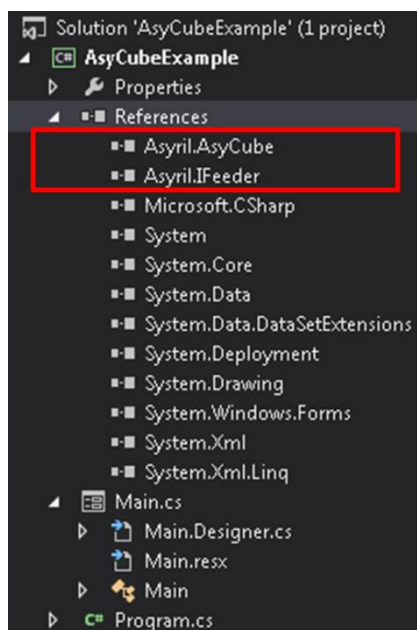 Solution 'AsyCubeExample' (1 project)
C# AsyCubeExample
Properties
References
Asyril.AsyCube
Asyril.IFeeder
Microsoft.CSharp
System
System.Core
System.Data
System.Data.DataSetExtensions
System.Deployment
System.Drawing
System.Windows.Forms
System.Xml
System.Xml.Linq
Main.cs
Main.Designer.cs
Main.resx
Main
C# Program.cs